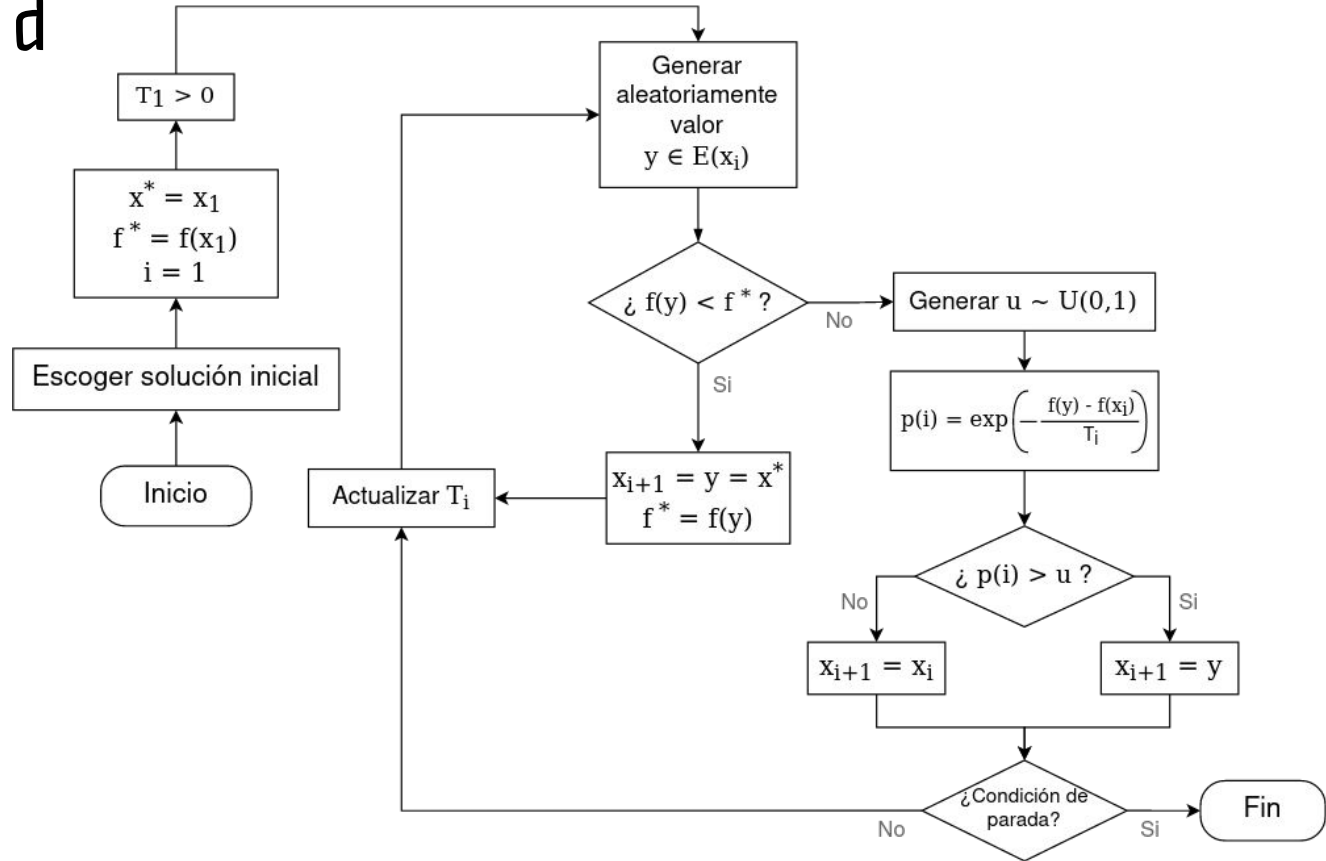 d
Inicio
Escoger solución inicial
x* = x₁
f* = f(x₁)
i = 1
T₁ > 0
Generar
aleatoriamente
valor
y ∈ E(xᵢ)
¿ f(y) < f* ?
No
Si
xᵢ₊₁ = y = x*
f* = f(y)
Actualizar Tᵢ
Generar u ~ U(0,1)
p(i) = exp(− f(y) - f(xᵢ)
Tᵢ)
¿ p(i) > u ?
No
Si
xᵢ₊₁ = xᵢ
xᵢ₊₁ = y
¿Condición de
parada?
No
Si
Fin